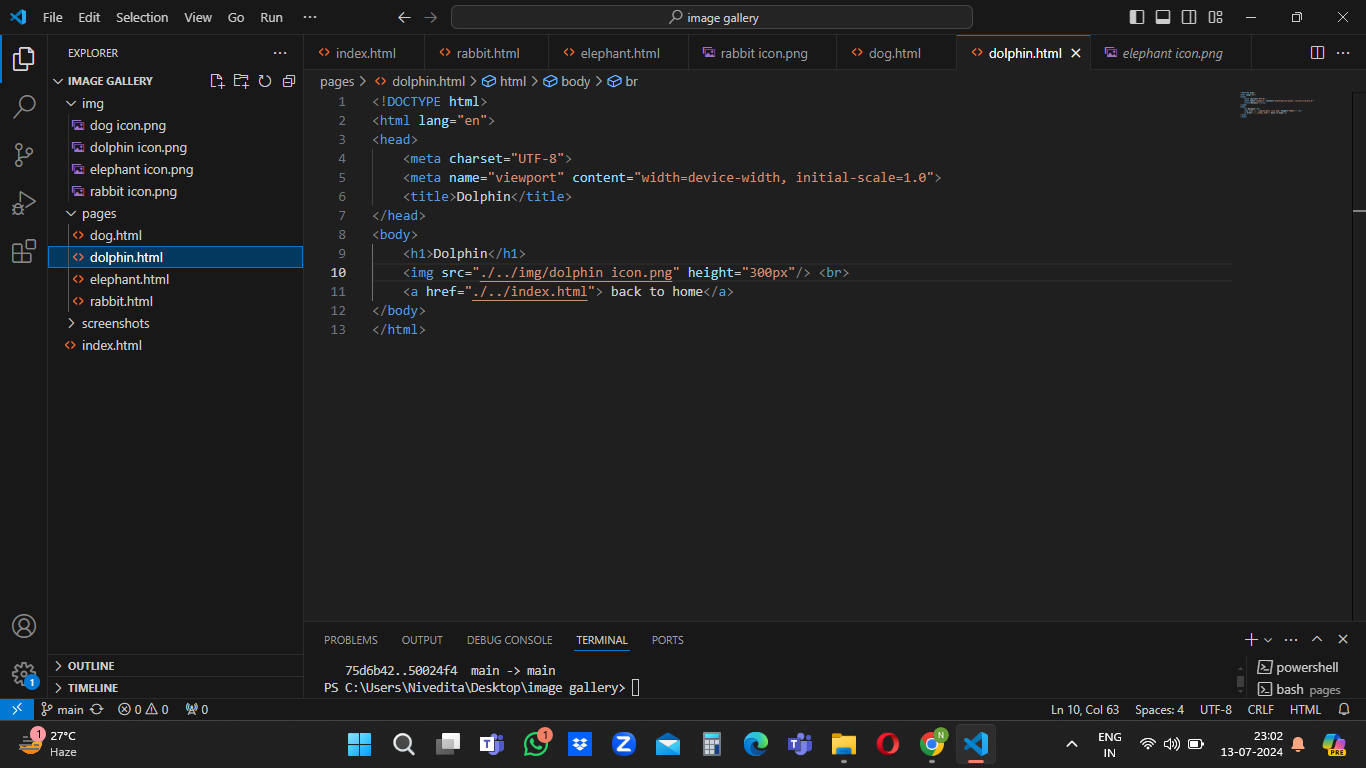 File Edit Selection View Go Run ··· image gallery
EXPLORER ···
IMAGE GALLERY
img
dog icon.png
dolphin icon.png
elephant icon.png
rabbit icon.png
pages
dog.html
dolphin.html
elephant.html
rabbit.html
screenshots
index.html
OUTLINE
TIMELINE
index.html rabbit.html elephant.html rabbit icon.png dog.html dolphin.html elephant icon.png
pages > dolphin.html > html > body > br
1 <!DOCTYPE html>
2 <html lang="en">
3 <head>
4 <meta charset="UTF-8">
5 <meta name="viewport" content="width=device-width, initial-scale=1.0">
6 <title>Dolphin</title>
7 </head>
8 <body>
9 <h1>Dolphin</h1>
10 <img src="./../img/dolphin icon.png" height="300px"/> <br>
11 <a href="./../index.html"> back to home</a>
12 </body>
13 </html>
PROBLEMS OUTPUT DEBUG CONSOLE TERMINAL PORTS
75d6b42..50024f4 main -> main
PS C:\Users\Nivedita\Desktop\image gallery>
powershell
bash pages
1
main 0 0 0 Ln 10, Col 63 Spaces: 4 UTF-8 CRLF HTML
1
27°C
Haze
1
N
ENG
IN
23:02
13-07-2024
PRE